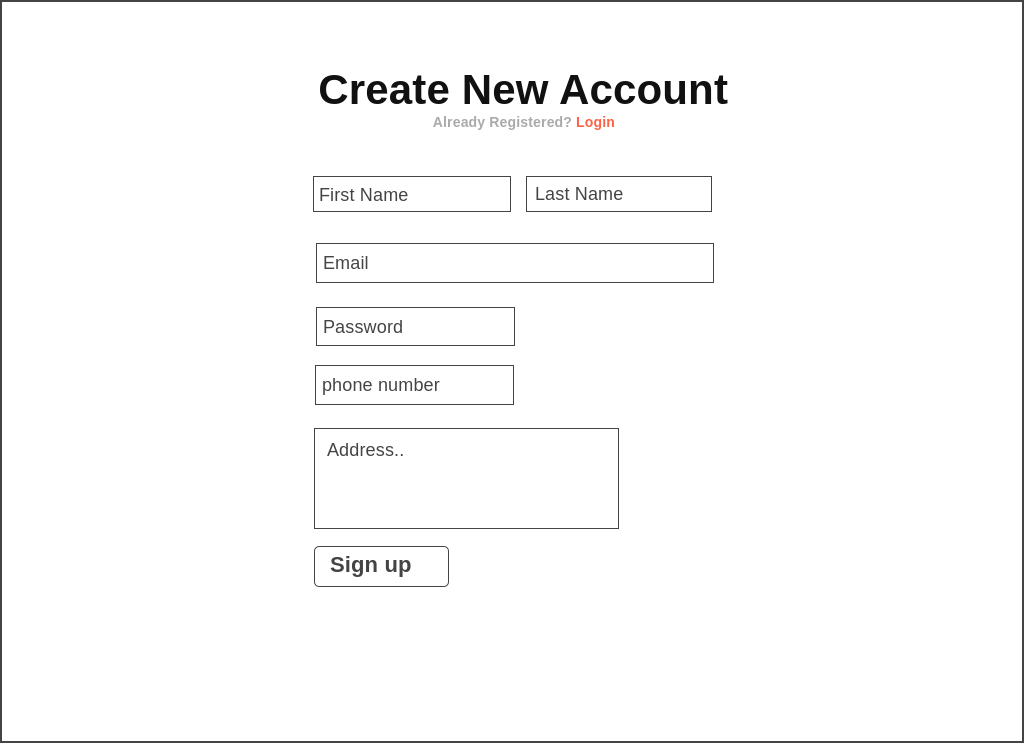 Create New Account
Already Registered? Login
First Name
Last Name
Email
Password
phone number
Address..
Sign up